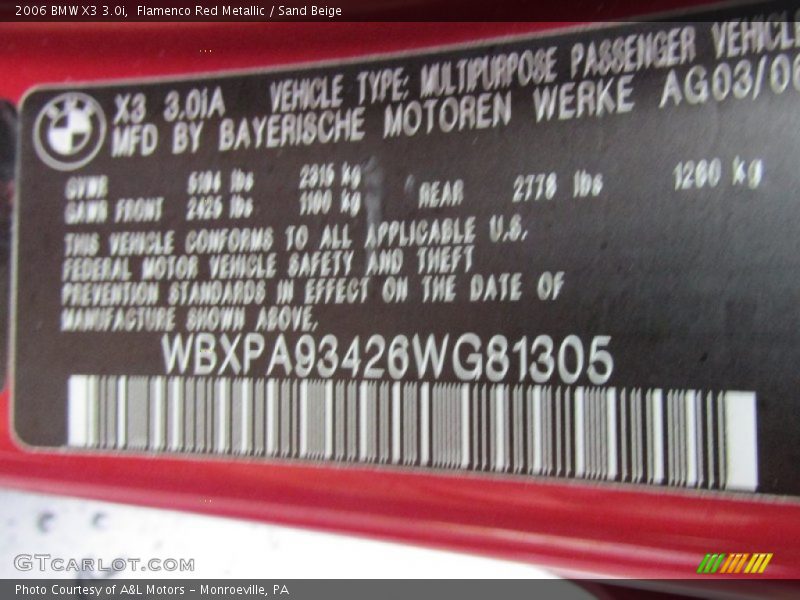 2006 BMW X3 3.0i,  Flamenco Red Metallic / Sand Beige
BMW
X3 3.0iA VEHICLE TYPE: MULTIPURPOSE PASSENGER VEHICLE
MFD BY BAYERISCHE MOTOREN WERKE AG03/06
GVWR 5104 lbs 2315 kg
GAWR FRONT 2425 lbs 1100 kg REAR 2778 lbs 1260 kg
THIS VEHICLE CONFORMS TO ALL APPLICABLE U.S.
FEDERAL MOTOR VEHICLE SAFETY AND THEFT
PREVENTION STANDARDS IN EFFECT ON THE DATE OF
MANUFACTURE SHOWN ABOVE.
WBXPA93426WG81305
GTCARLOT.COM
Photo Courtesy of A&L Motors – Monroeville, PA